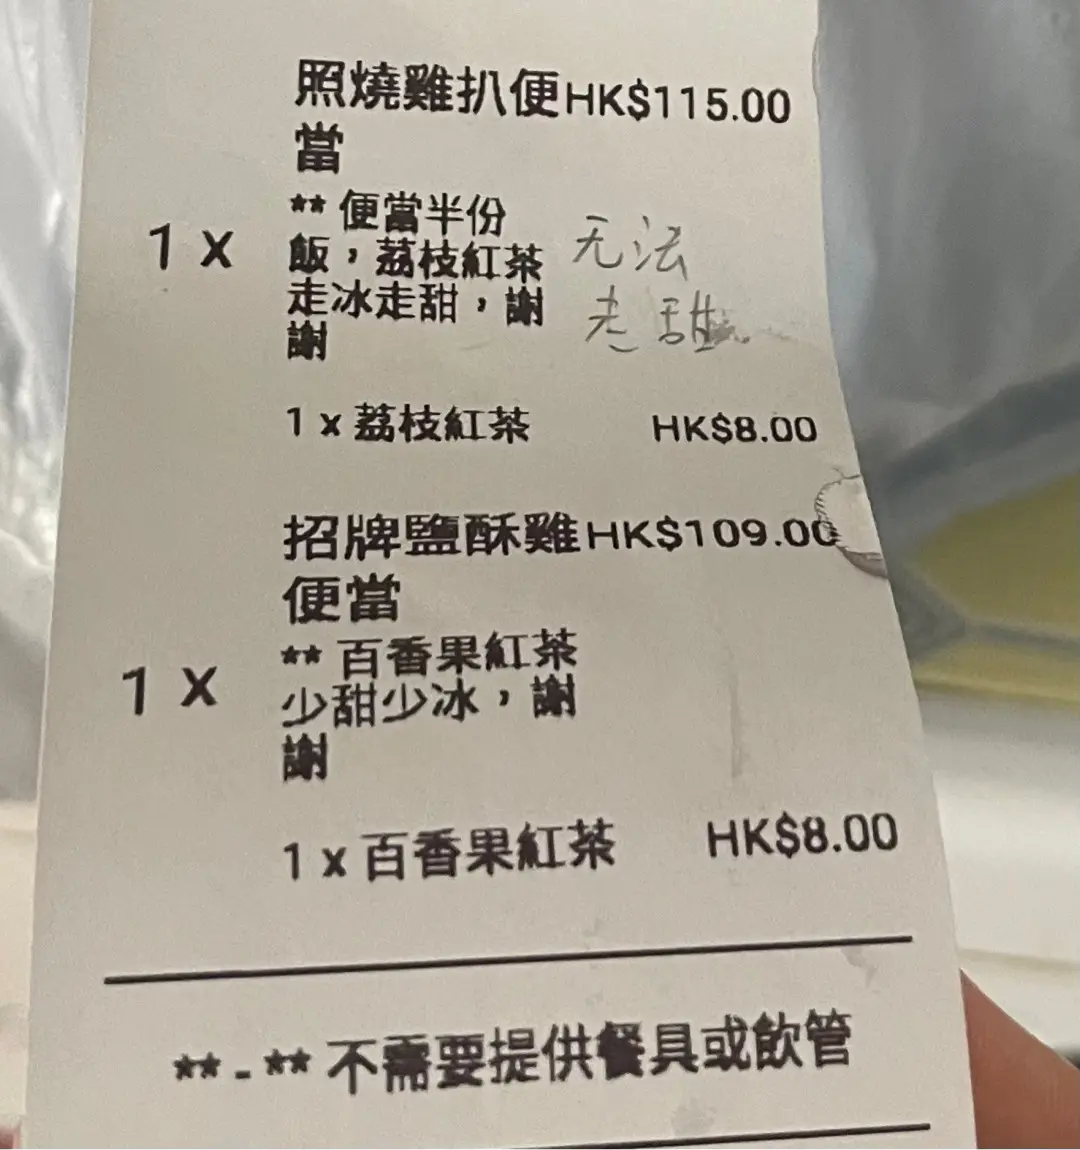 照燒雞扒便 HK$115.00
當
** 便當半份
1 x 飯，荔枝紅茶 无法
走冰走甜，謝 走甜
謝
1 x 荔枝紅茶 HK$8.00
招牌鹽酥雞 HK$109.00
便當
** 百香果紅茶
1 x 少甜少冰，謝
謝
1 x 百香果紅茶 HK$8.00
**-** 不需要提供餐具或飲管